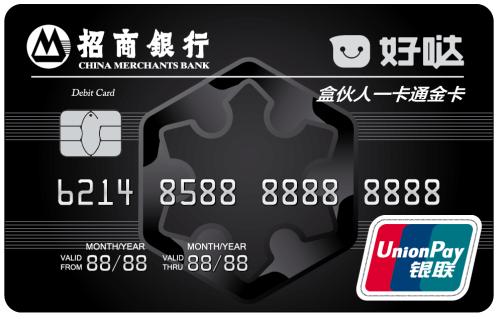 招商銀行
CHINA MERCHANTS BANK
好哒
Debit Card
盒伙人一卡通金卡
6214 8588 8888 8888
MONTH/YEAR MONTH/YEAR
VALID FROM 88/88 VALID THRU 88/88
UnionPay
银联